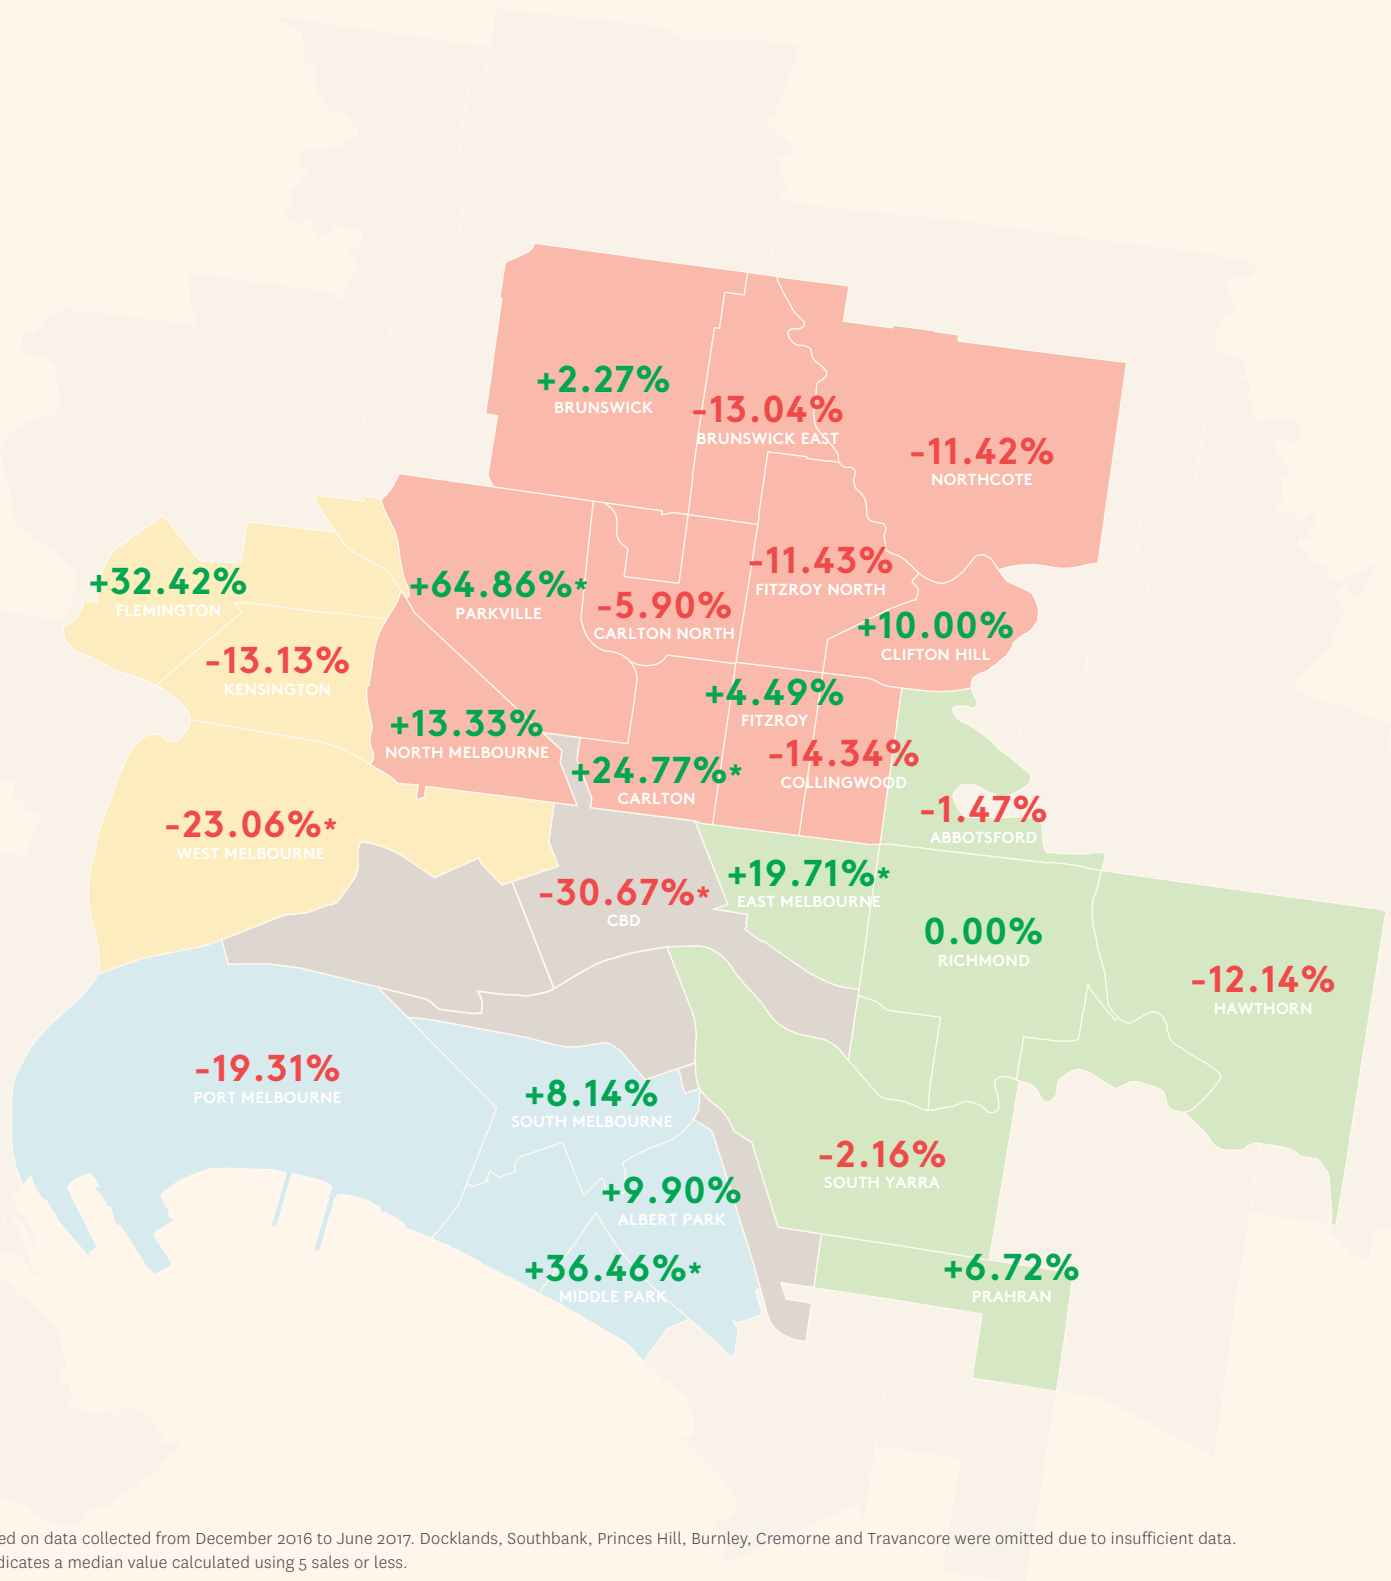 +2.27%
BRUNSWICK
-13.04%
BRUNSWICK EAST
-11.42%
NORTHCOTE
+32.42%
FLEMINGTON
+64.86%*
PARKVILLE
-5.90%
CARLTON NORTH
-11.43%
FITZROY NORTH
+10.00%
CLIFTON HILL
-13.13%
KENSINGTON
+13.33%
NORTH MELBOURNE
+4.49%
FITZROY
-14.34%
COLLINGWOOD
+24.77%*
CARLTON
-23.06%*
WEST MELBOURNE
-1.47%
ABBOTSFORD
-30.67%*
CBD
+19.71%*
EAST MELBOURNE
0.00%
RICHMOND
-12.14%
HAWTHORN
-19.31%
PORT MELBOURNE
+8.14%
SOUTH MELBOURNE
-2.16%
SOUTH YARRA
+9.90%
ALBERT PARK
+36.46%*
MIDDLE PARK
+6.72%
PRAHRAN
ed on data collected from December 2016 to June 2017. Docklands, Southbank, Princes Hill, Burnley, Cremorne and Travancore were omitted due to insufficient data.
dicates a median value calculated using 5 sales or less.